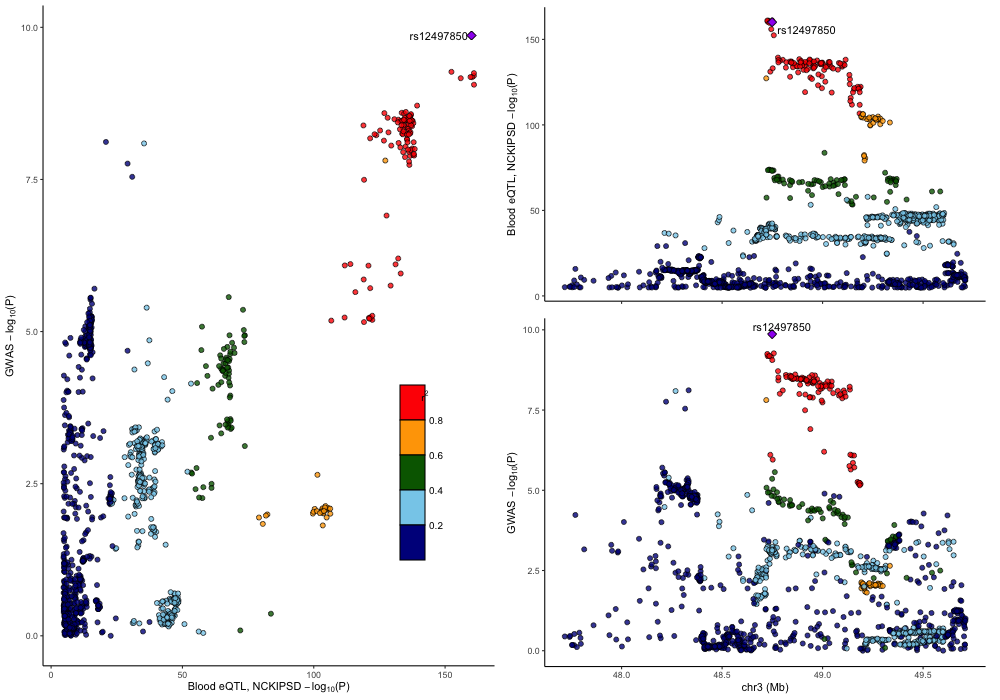 10.0
7.5
5.0
2.5
0.0
GWAS −log10(P)
rs12497850
r2
0.8
0.6
0.4
0.2
0
50
100
150
Blood eQTL, NCKIPSD −log10(P)
150
100
50
0
Blood eQTL, NCKIPSD −log10(P)
rs12497850
10.0
7.5
5.0
2.5
0.0
GWAS −log10(P)
rs12497850
48.0
48.5
49.0
49.5
chr3 (Mb)